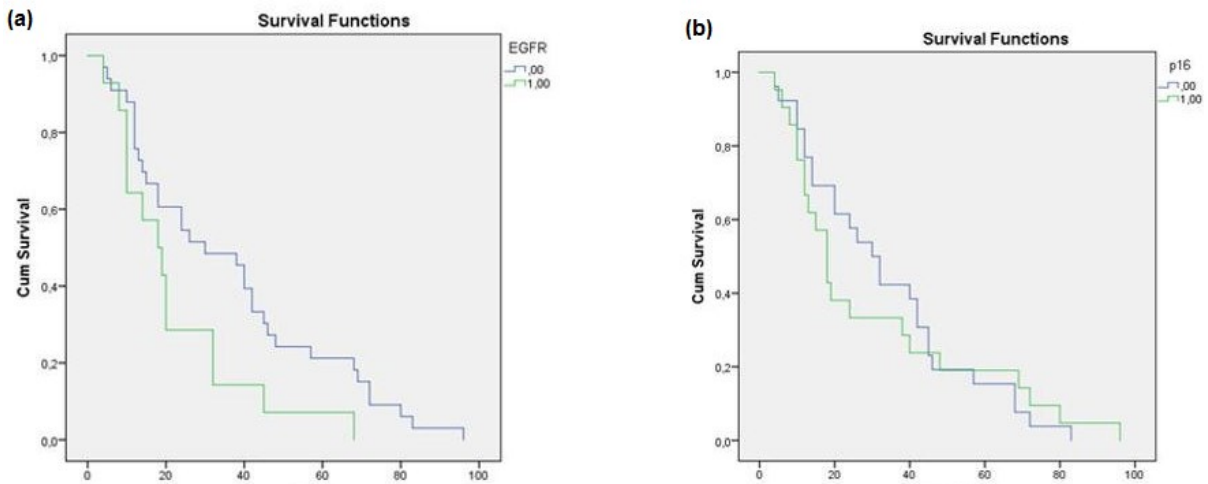 (a)
Survival Functions
EGFR
,00
1,00
1,0
0,8
0,6
0,4
0,2
0,0
Cum Survival
0 20 40 60 80 100
(b)
Survival Functions
p16
,00
1,00
1,0
0,8
0,6
0,4
0,2
0,0
Cum Survival
0 20 40 60 80 100